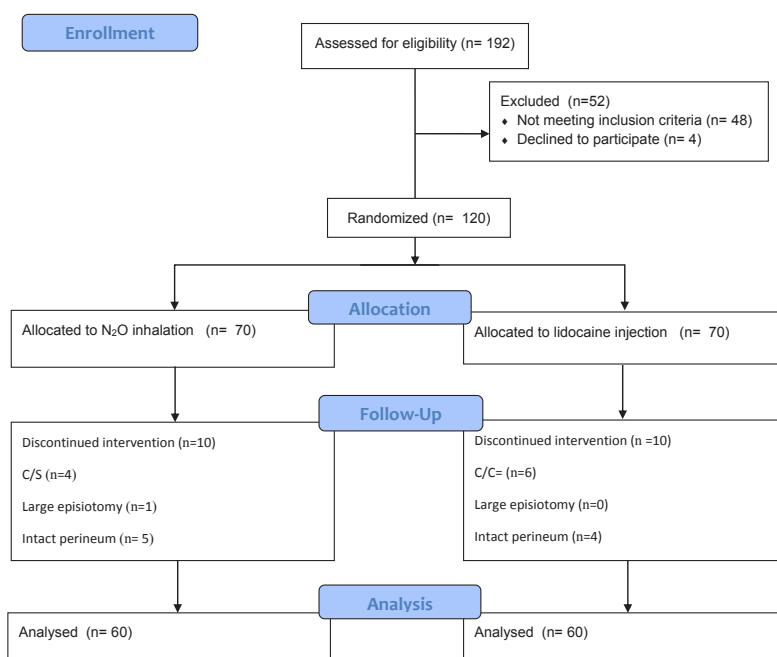 Enrollment
Assessed for eligibility (n= 192)
Excluded (n=52)
♦ Not meeting inclusion criteria (n= 48)
♦ Declined to participate (n= 4)
Randomized (n= 120)
Allocation
Allocated to N₂O inhalation (n= 70)
Allocated to lidocaine injection (n= 70)
Follow-Up
Discontinued intervention (n=10)
C/S (n=4)
Large episiotomy (n=1)
Intact perineum (n= 5)
Discontinued intervention (n =10)
C/C= (n=6)
Large episiotomy (n=0)
Intact perineum (n=4)
Analysis
Analysed (n= 60)
Analysed (n= 60)